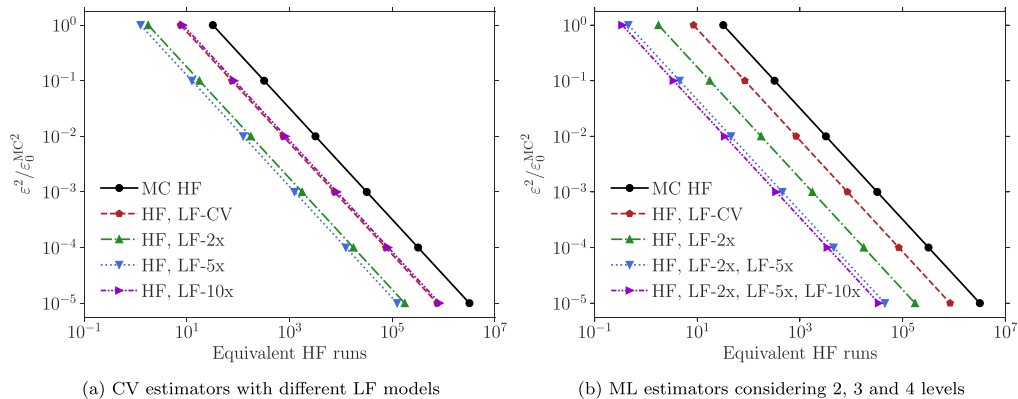 10^0
10^-1
10^-2
10^-3
10^-4
10^-5
ε^2/ε_0^MC^2
MC HF
HF, LF-CV
HF, LF-2x
HF, LF-5x
HF, LF-10x
10^-1 10^1 10^3 10^5 10^7
Equivalent HF runs
(a) CV estimators with different LF models
10^0
10^-1
10^-2
10^-3
10^-4
10^-5
ε^2/ε_0^MC^2
MC HF
HF, LF-CV
HF, LF-2x
HF, LF-2x, LF-5x
HF, LF-2x, LF-5x, LF-10x
10^-1 10^1 10^3 10^5 10^7
Equivalent HF runs
(b) ML estimators considering 2, 3 and 4 levels